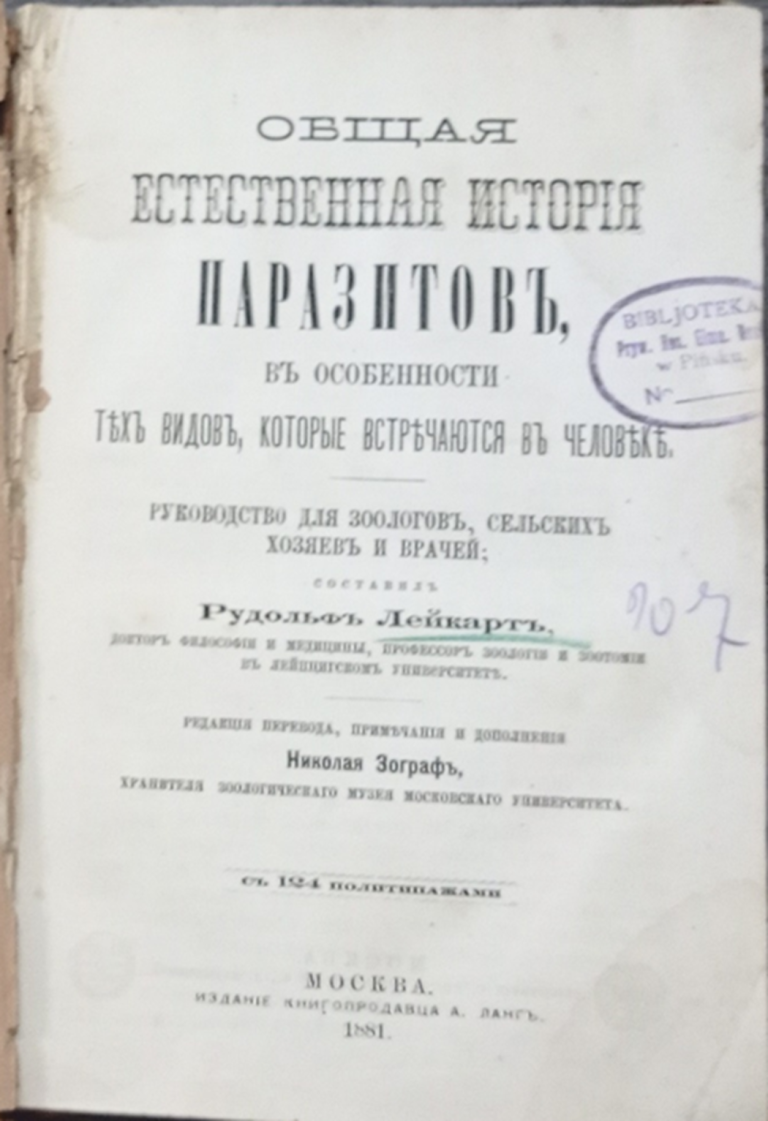 ОБЩАЯ
ЕСТЕСТВЕННАЯ ИСТОРІЯ
ПАРАЗИТОВЪ,
ВЪ ОСОБЕННОСТИ
ТѢХЪ ВИДОВЪ, КОТОРЫЕ ВСТРѢЧАЮТСЯ ВЪ ЧЕЛОВѢКѢ.
BIBLJOTEKA
w Pińsku.
№
РУКОВОДСТВО ДЛЯ ЗООЛОГОВЪ, СЕЛЬСКИХЪ
ХОЗЯЕВЪ И ВРАЧЕЙ;
СОСТАВИЛЪ
Рудольфъ Лейкартъ,
ДОКТОРЪ ФИЛОСОФІИ И МЕДИЦИНЫ, ПРОФЕССОРЪ ЗООЛОГІИ И ЗООТОМІИ
ВЪ ЛЕЙПЦИГСКОМЪ УНИВЕРСИТЕТѢ.
РЕДАКЦІЯ ПЕРЕВОДА, ПРИМѢЧАНІЯ И ДОПОЛНЕНІЯ
Николая Зографъ,
ХРАНИТЕЛЯ ЗООЛОГИЧЕСКАГО МУЗЕЯ МОСКОВСКАГО УНИВЕРСИТЕТА.
СЪ 124 ПОЛИТИПАЖАМИ
МОСКВА.
ИЗДАНІЕ КНИГОПРОДАВЦА А. ЛАНГЪ.
1881.